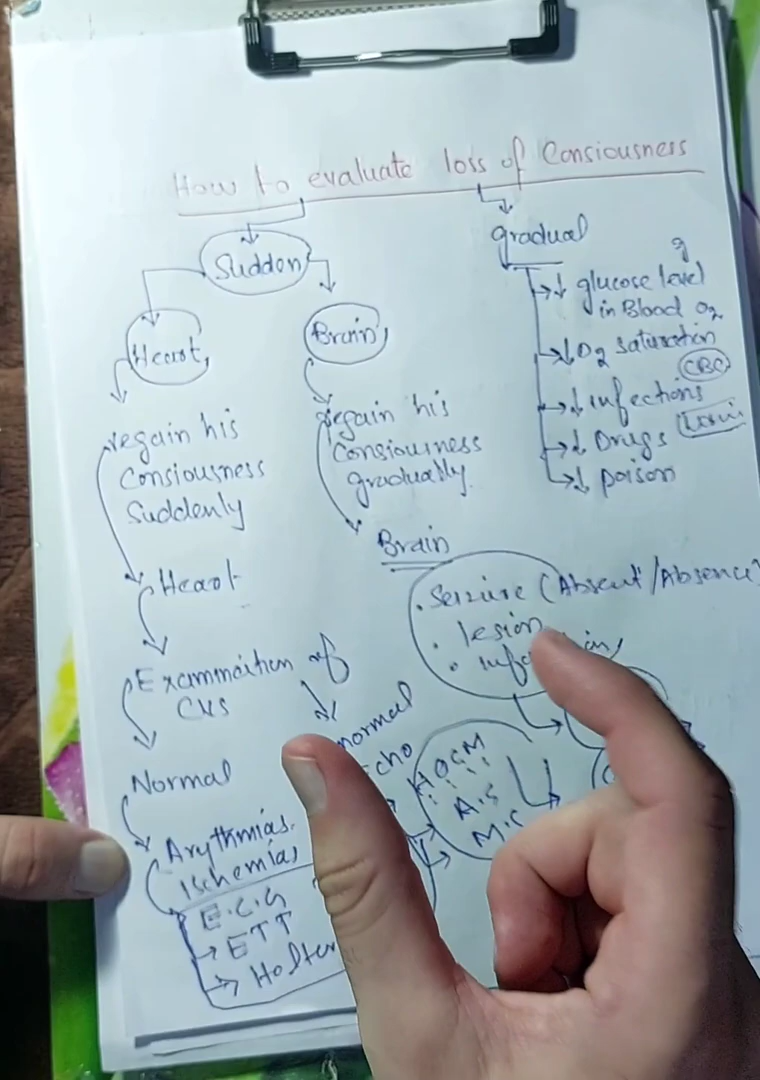 How to evaluate loss of Consiousness
Sudden
gradual
Heart,
Brain,
regain his
Consiousness
Suddenly
regain his
Consiousness
gradually
↓ glucose level
in Blood O2
↓ O2 saturation
CBC
↓ infections
↓ Drugs
↓ poison
Heart
Brain
. Seizure (Absent/Absence)
. lesion
Examination of
CVS
Normal
Arythmias.
Ischemias
E.C.G
ETT
Holter
normal
Echo
HOCM
A.S
M.S